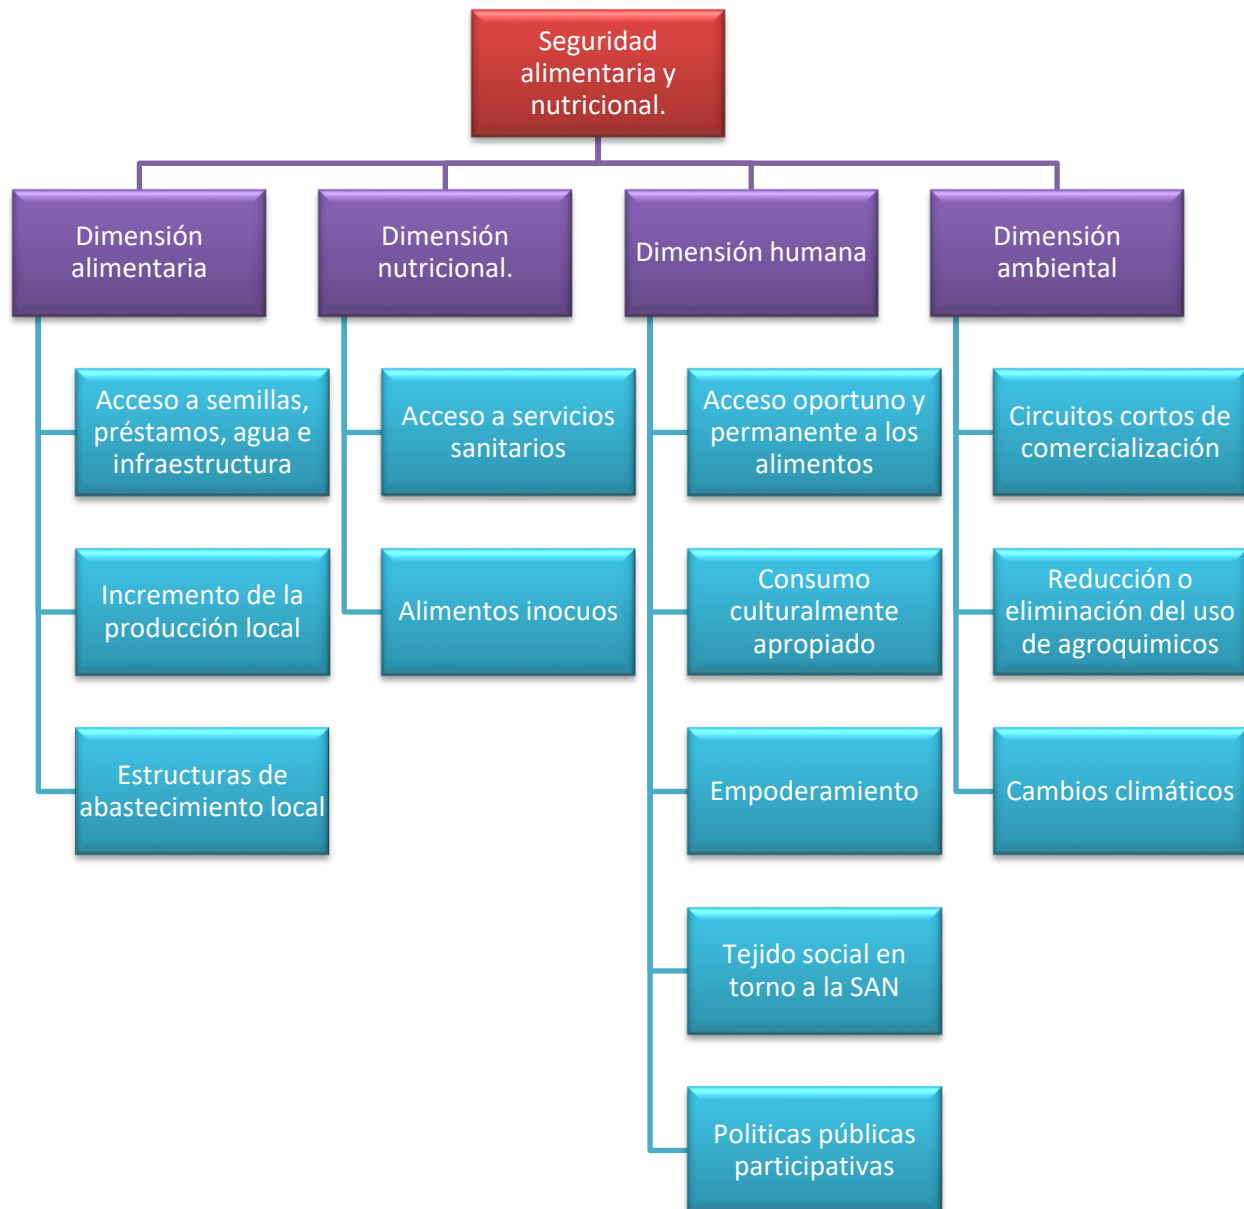 Seguridad
alimentaria y
nutricional.
Dimensión
alimentaria
Dimensión
nutricional.
Dimensión humana
Dimensión
ambiental
Acceso a semillas,
préstamos, agua e
infraestructura
Acceso a servicios
sanitarios
Acceso oportuno y
permanente a los
alimentos
Circuitos cortos de
comercialización
Incremento de la
producción local
Alimentos inocuos
Consumo
culturalmente
apropiado
Reducción o
eliminación del uso
de agroquimicos
Estructuras de
abastecimiento local
Empoderamiento
Cambios climáticos
Tejido social en
torno a la SAN
Politicas públicas
participativas